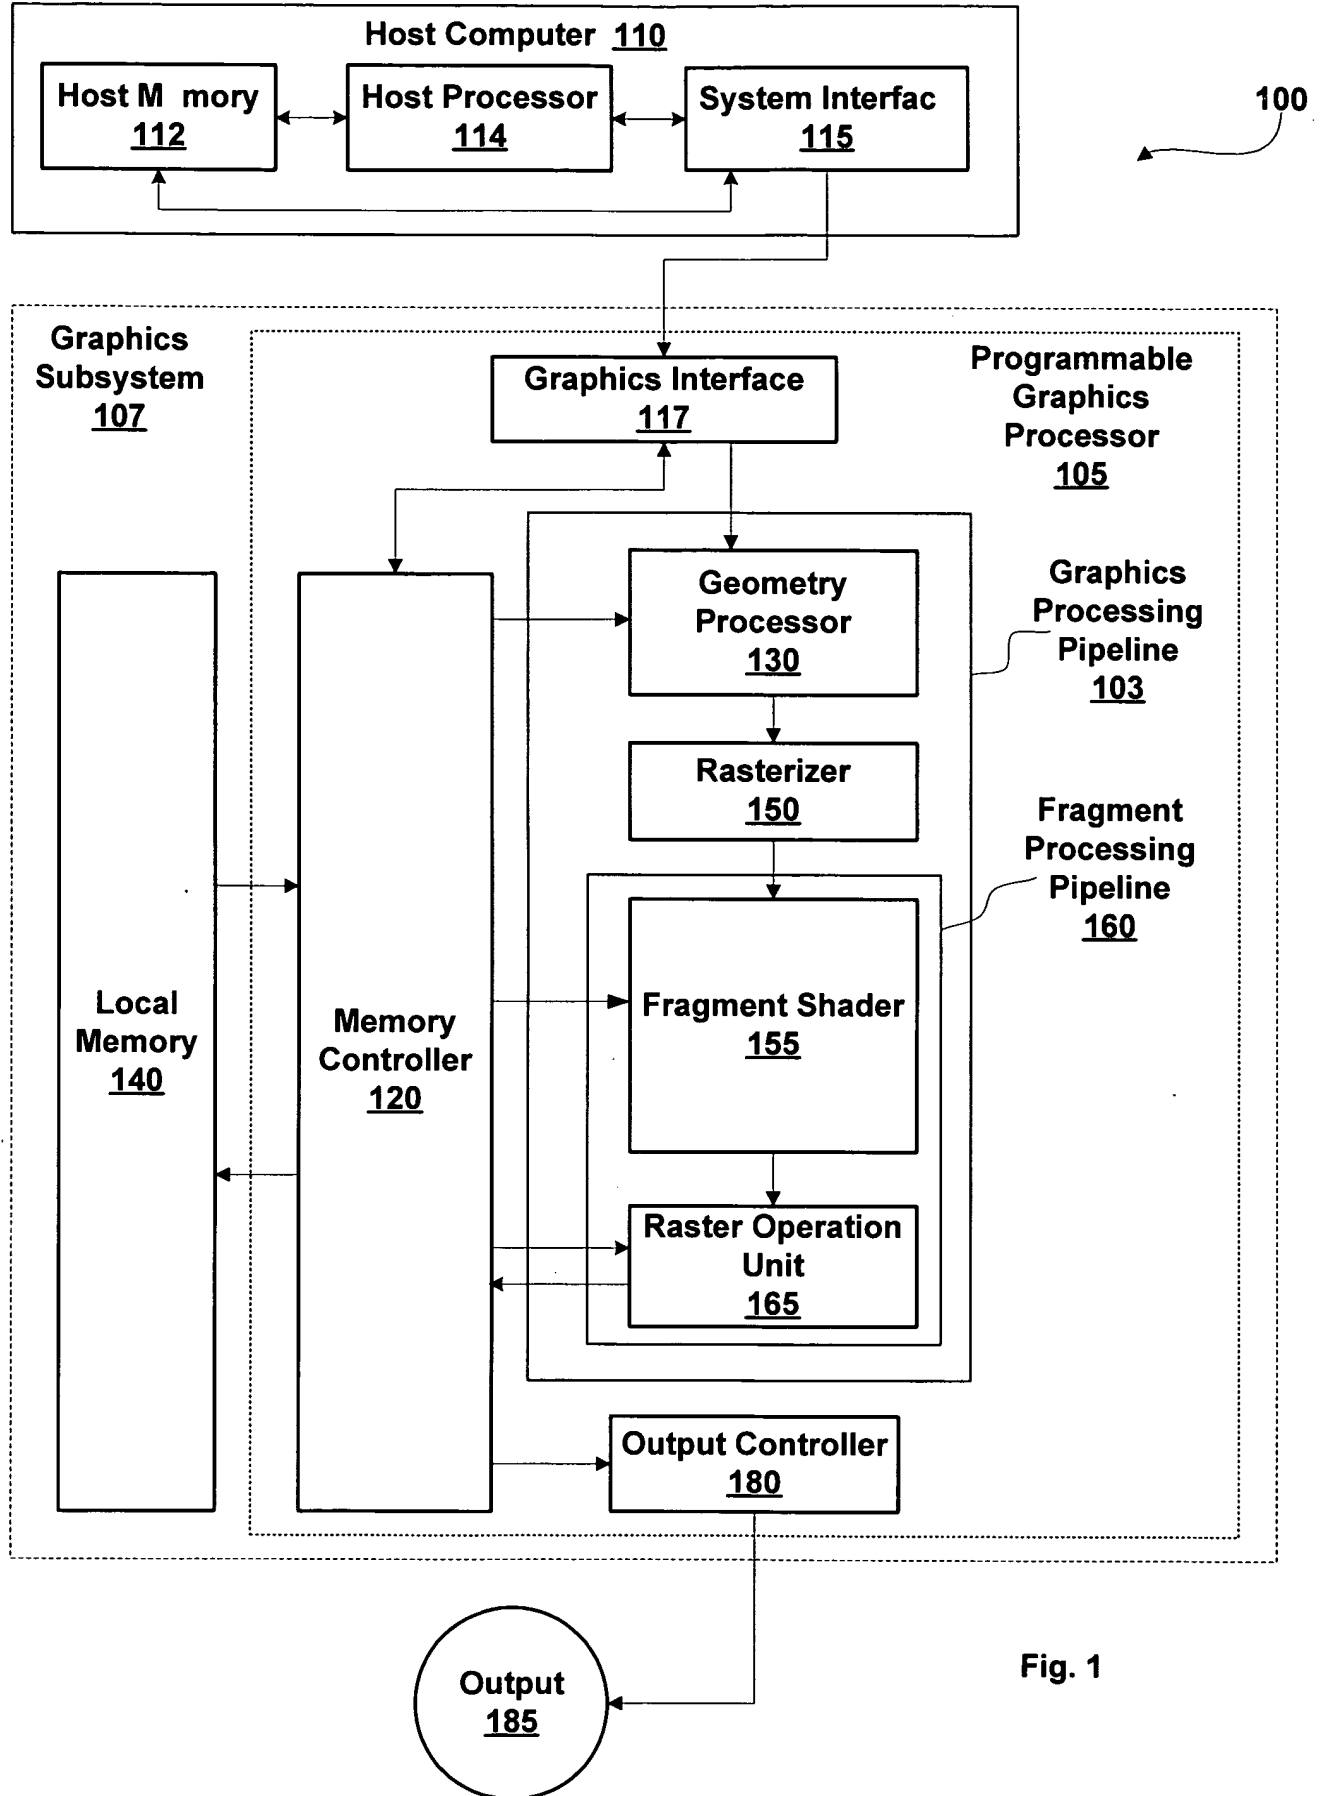 Host Computer 110
Host M mory
112
Host Processor
114
System Interfac
115
100
Graphics
Subsystem
107
Graphics Interface
117
Programmable
Graphics
Processor
105
Geometry
Processor
130
Graphics
Processing
Pipeline
103
Rasterizer
150
Fragment
Processing
Pipeline
160
Local
Memory
140
Memory
Controller
120
Fragment Shader
155
Raster Operation
Unit
165
Output Controller
180
Output
185
Fig. 1